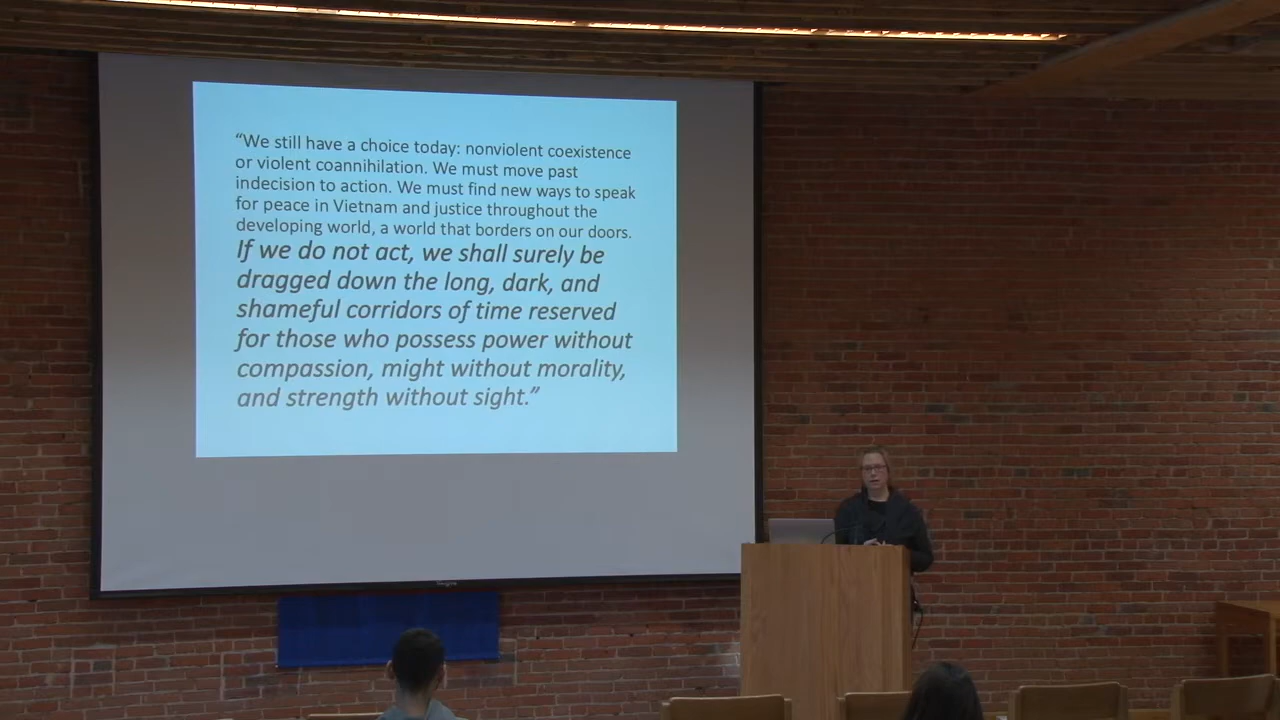 “We still have a choice today: nonviolent coexistence
or violent coannihilation. We must move past
indecision to action. We must find new ways to speak
for peace in Vietnam and justice throughout the
developing world, a world that borders on our doors.
If we do not act, we shall surely be
dragged down the long, dark, and
shameful corridors of time reserved
for those who possess power without
compassion, might without morality,
and strength without sight.”